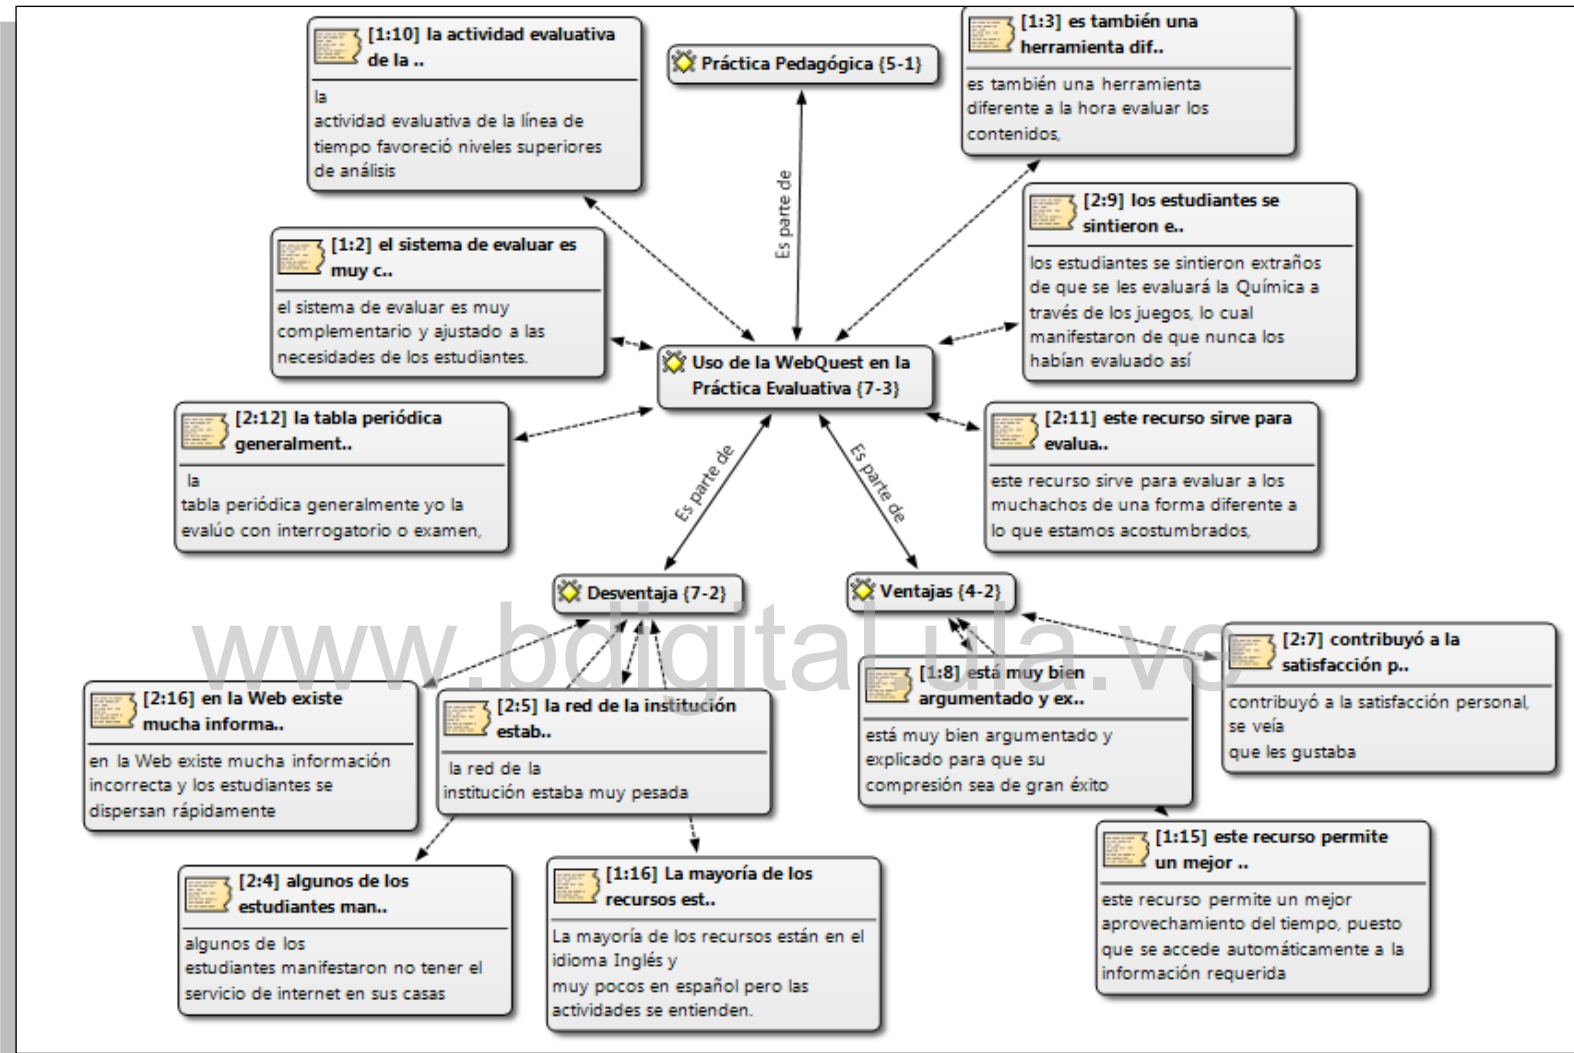 [1:10] la actividad evaluativa
de la ..
la
actividad evaluativa de la línea de
tiempo favoreció niveles superiores
de análisis
Práctica Pedagógica {5-1}
[1:3] es también una
herramienta dif..
es también una herramienta
diferente a la hora evaluar los
contenidos,
Es parte de
[1:2] el sistema de evaluar es
muy c..
el sistema de evaluar es muy
complementario y ajustado a las
necesidades de los estudiantes.
[2:9] los estudiantes se
sintieron e..
los estudiantes se sintieron extraños
de que se les evaluará la Química a
través de los juegos, lo cual
manifestaron de que nunca los
habían evaluado así
Uso de la WebQuest en la
Práctica Evaluativa {7-3}
[2:12] la tabla periódica
generalment..
la
tabla periódica generalmente yo la
evalúo con interrogatorio o examen,
[2:11] este recurso sirve para
evalua..
este recurso sirve para evaluar a los
muchachos de una forma diferente a
lo que estamos acostumbrados,
Es parte de
Es parte de
Desventaja {7-2}
Ventajas {4-2}
www.bdigital.ula.ve
[2:16] en la Web existe
mucha informa..
en la Web existe mucha información
incorrecta y los estudiantes se
dispersan rápidamente
[2:5] la red de la institución
estab..
la red de la
institución estaba muy pesada
[1:8] está muy bien
argumentado y ex..
está muy bien argumentado y
explicado para que su
compresión sea de gran éxito
[2:7] contribuyó a la
satisfacción p..
contribuyó a la satisfacción personal,
se veía
que les gustaba
[2:4] algunos de los
estudiantes man..
algunos de los
estudiantes manifestaron no tener el
servicio de internet en sus casas
[1:16] La mayoría de los
recursos est..
La mayoría de los recursos están en el
idioma Inglés y
muy pocos en español pero las
actividades se entienden.
[1:15] este recurso permite
un mejor ..
este recurso permite un mejor
aprovechamiento del tiempo, puesto
que se accede automáticamente a la
información requerida